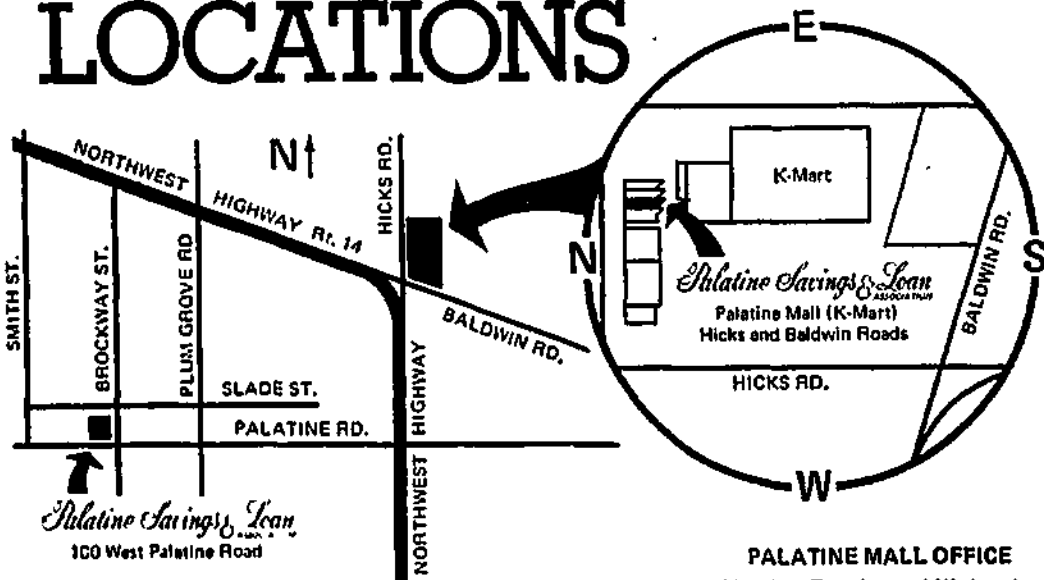 LOCATIONS
NORTHWEST HIGHWAY Rt. 14
N
HICKS RD.
SMITH ST.
BROCKWAY ST.
PLUM GROVE RD
SLADE ST.
PALATINE RD.
BALDWIN RD.
NORTHWEST HIGHWAY
Palatine Savings & Loan
100 West Palatine Road
E
N
S
W
K-Mart
BALDWIN RD.
Palatine Savings & Loan
ASSOCIATION
Palatine Mall (K-Mart)
Hicks and Baldwin Roads
HICKS RD.
PALATINE MALL OFFICE